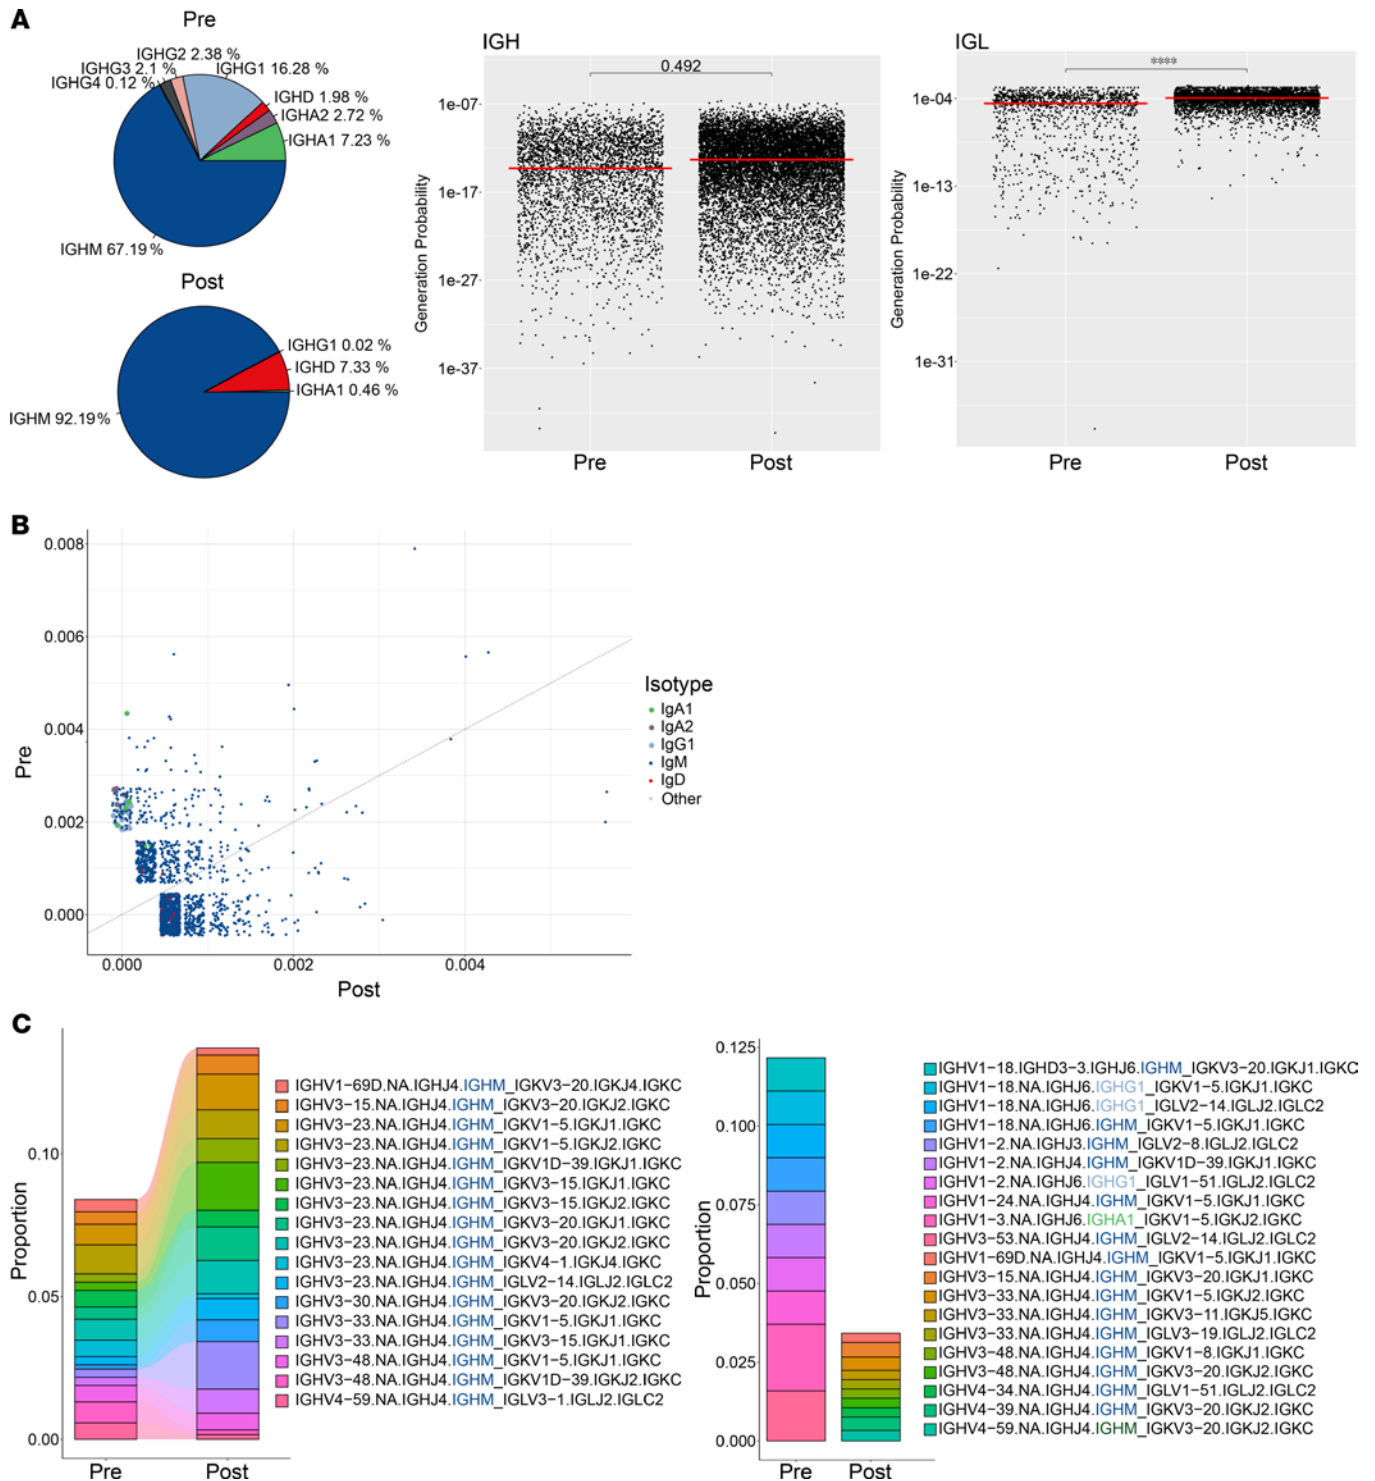 A
Pre
IGHG2 2.38 %
IGHG3 2.1 %
IGHG1 16.28 %
IGHG4 0.12 %
IGHD 1.98 %
IGHA2 2.72 %
IGHA1 7.23 %
IGHM 67.19 %
Post
IGHG1 0.02 %
IGHD 7.33 %
IGHA1 0.46 %
IGHM 92.19 %
IGH
0.492
Generation Probability
1e-07
1e-17
1e-27
1e-37
Pre Post
IGL
****
Generation Probability
1e-04
1e-13
1e-22
1e-31
Pre Post
B
Pre
0.008
0.006
0.004
0.002
0.000
0.000 0.002 0.004
Post
Isotype
IgA1
IgA2
IgG1
IgM
IgD
Other
C
Proportion
0.10
0.05
0.00
Pre Post
IGHV1-69D.NA.IGHJ4.IGHM_IGKV3-20.IGKJ4.IGKC
IGHV3-15.NA.IGHJ4.IGHM_IGKV3-20.IGKJ2.IGKC
IGHV3-23.NA.IGHJ4.IGHM_IGKV1-5.IGKJ1.IGKC
IGHV3-23.NA.IGHJ4.IGHM_IGKV1-5.IGKJ2.IGKC
IGHV3-23.NA.IGHJ4.IGHM_IGKV1D-39.IGKJ1.IGKC
IGHV3-23.NA.IGHJ4.IGHM_IGKV3-15.IGKJ1.IGKC
IGHV3-23.NA.IGHJ4.IGHM_IGKV3-15.IGKJ2.IGKC
IGHV3-23.NA.IGHJ4.IGHM_IGKV3-20.IGKJ1.IGKC
IGHV3-23.NA.IGHJ4.IGHM_IGKV3-20.IGKJ2.IGKC
IGHV3-23.NA.IGHJ4.IGHM_IGKV4-1.IGKJ4.IGKC
IGHV3-23.NA.IGHJ4.IGHM_IGLV2-14.IGLJ2.IGLC2
IGHV3-30.NA.IGHJ4.IGHM_IGKV3-20.IGKJ2.IGKC
IGHV3-33.NA.IGHJ4.IGHM_IGKV1-5.IGKJ1.IGKC
IGHV3-33.NA.IGHJ4.IGHM_IGKV3-15.IGKJ1.IGKC
IGHV3-48.NA.IGHJ4.IGHM_IGKV1-5.IGKJ1.IGKC
IGHV3-48.NA.IGHJ4.IGHM_IGKV1D-39.IGKJ2.IGKC
IGHV4-59.NA.IGHJ4.IGHM_IGLV3-1.IGLJ2.IGLC2
Proportion
0.125
0.100
0.075
0.050
0.025
0.000
Pre Post
IGHV1-18.IGHD3-3.IGHJ6.IGHM_IGKV3-20.IGKJ1.IGKC
IGHV1-18.NA.IGHJ6.IGHG1_IGKV1-5.IGKJ1.IGKC
IGHV1-18.NA.IGHJ6.IGHG1_IGLV2-14.IGLJ2.IGLC2
IGHV1-18.NA.IGHJ6.IGHM_IGKV1-5.IGKJ1.IGKC
IGHV1-2.NA.IGHJ3.IGHM_IGLV2-8.IGLJ2.IGLC2
IGHV1-2.NA.IGHJ4.IGHM_IGKV1D-39.IGKJ1.IGKC
IGHV1-2.NA.IGHJ6.IGHG1_IGLV1-51.IGLJ2.IGLC2
IGHV1-24.NA.IGHJ4.IGHM_IGKV1-5.IGKJ1.IGKC
IGHV1-3.NA.IGHJ6.IGHA1_IGKV1-5.IGKJ2.IGKC
IGHV3-53.NA.IGHJ4.IGHM_IGLV2-14.IGLJ2.IGLC2
IGHV1-69D.NA.IGHJ4.IGHM_IGKV1-5.IGKJ1.IGKC
IGHV3-15.NA.IGHJ4.IGHM_IGKV3-20.IGKJ1.IGKC
IGHV3-33.NA.IGHJ4.IGHM_IGKV1-5.IGKJ2.IGKC
IGHV3-33.NA.IGHJ4.IGHM_IGKV3-11.IGKJ5.IGKC
IGHV3-33.NA.IGHJ4.IGHM_IGLV3-19.IGLJ2.IGLC2
IGHV3-48.NA.IGHJ4.IGHM_IGKV1-8.IGKJ1.IGKC
IGHV3-48.NA.IGHJ4.IGHM_IGKV3-20.IGKJ2.IGKC
IGHV4-34.NA.IGHJ4.IGHM_IGLV1-51.IGLJ2.IGLC2
IGHV4-39.NA.IGHJ4.IGHM_IGKV3-20.IGKJ2.IGKC
IGHV4-59.NA.IGHJ4.IGHM_IGKV3-20.IGKJ2.IGKC